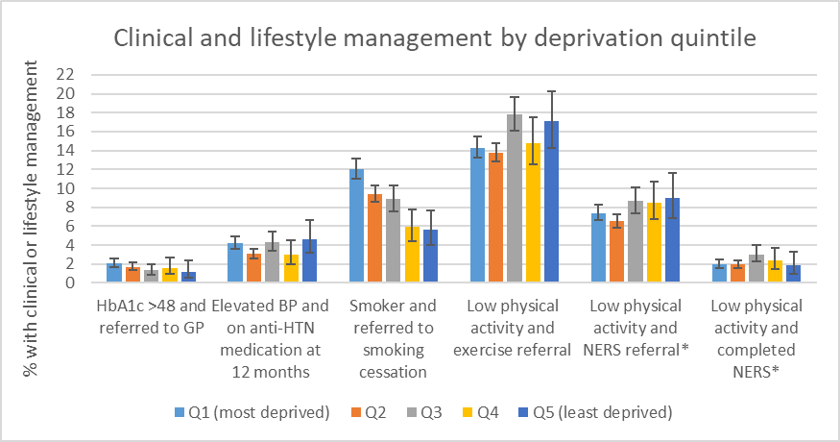 Clinical and lifestyle management by deprivation quintile
% with clinical or lifestyle management
22
20
18
16
14
12
10
8
6
4
2
0
HbA1c >48 and
referred to GP
Elevated BP and
on anti-HTN
medication at
12 months
Smoker and
referred to
smoking
cessation
Low physical
activity and
exercise referral
Low physical
activity and
NERS referral*
Low physical
activity and
completed
NERS*
Q1 (most deprived) Q2 Q3 Q4 Q5 (least deprived)